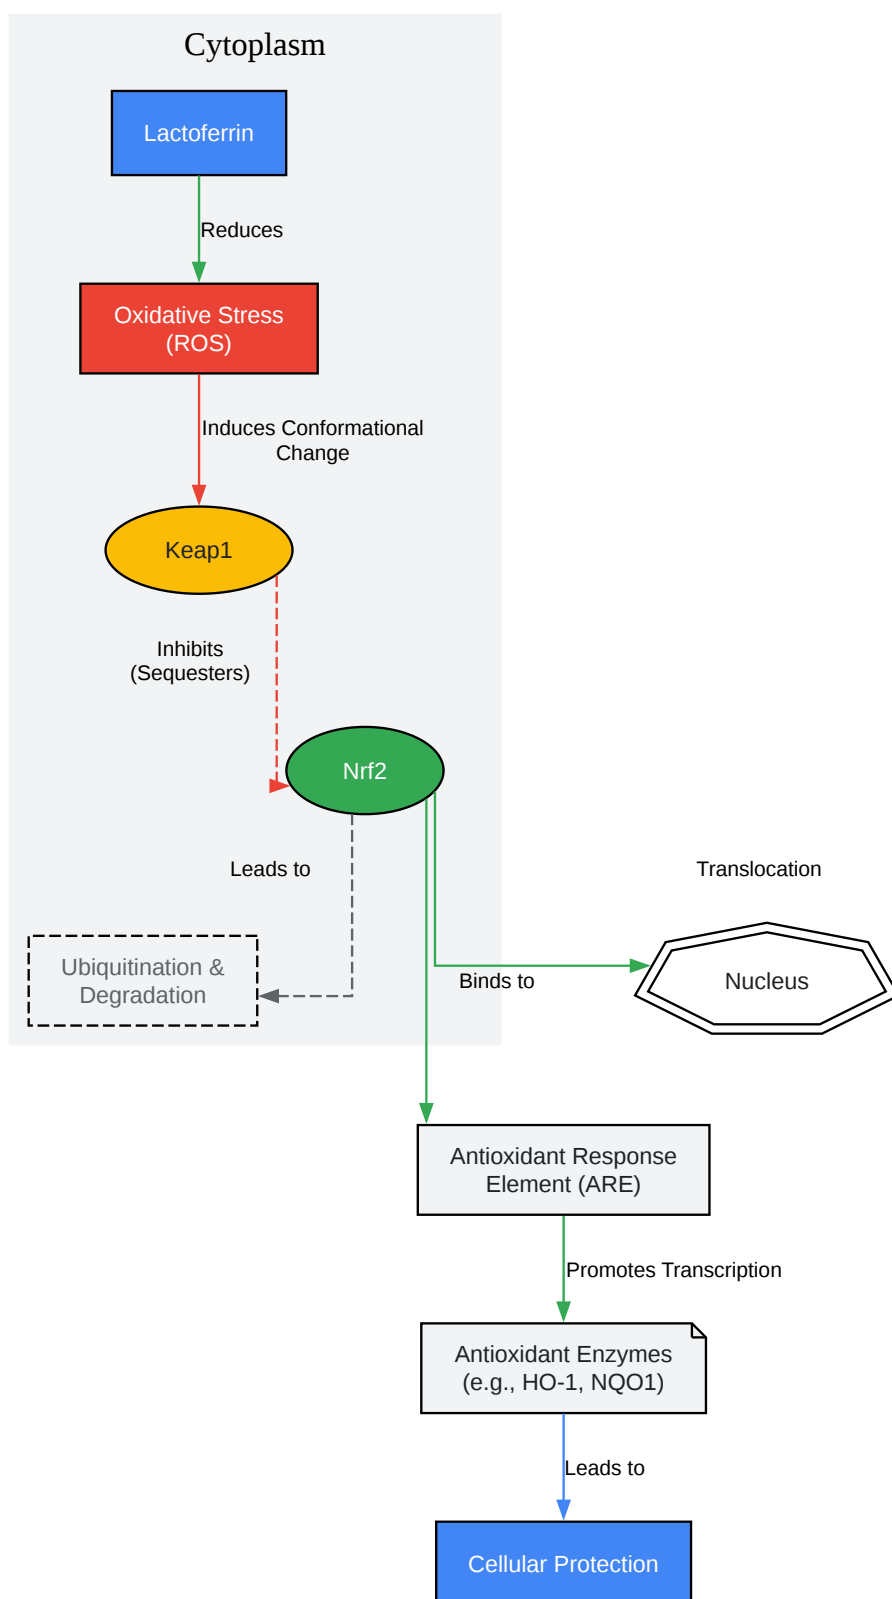 Cytoplasm
Lactoferrin
Reduces
Oxidative Stress
(ROS)
Induces Conformational
Change
Keap1
Inhibits
(Sequesters)
Nrf2
Leads to
Translocation
Ubiquitination &
Degradation
Binds to
Nucleus
Antioxidant Response
Element (ARE)
Promotes Transcription
Antioxidant Enzymes
(e.g., HO-1, NQO1)
Leads to
Cellular Protection